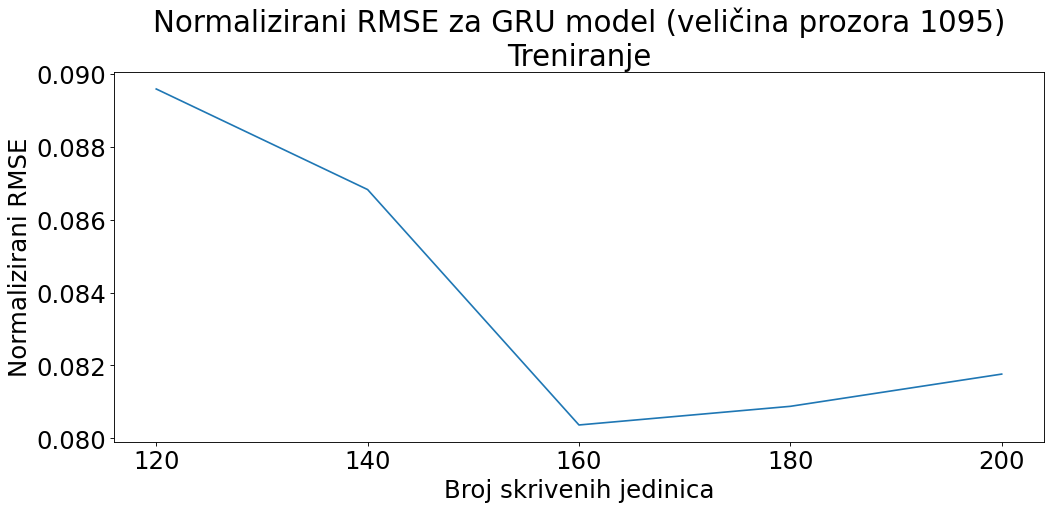 Normalizirani RMSE za GRU model (veličina prozora 1095)
Treniranje
0.090
0.088
0.086
0.084
0.082
0.080
Normalizirani RMSE
120 140 160 180 200
Broj skrivenih jedinica